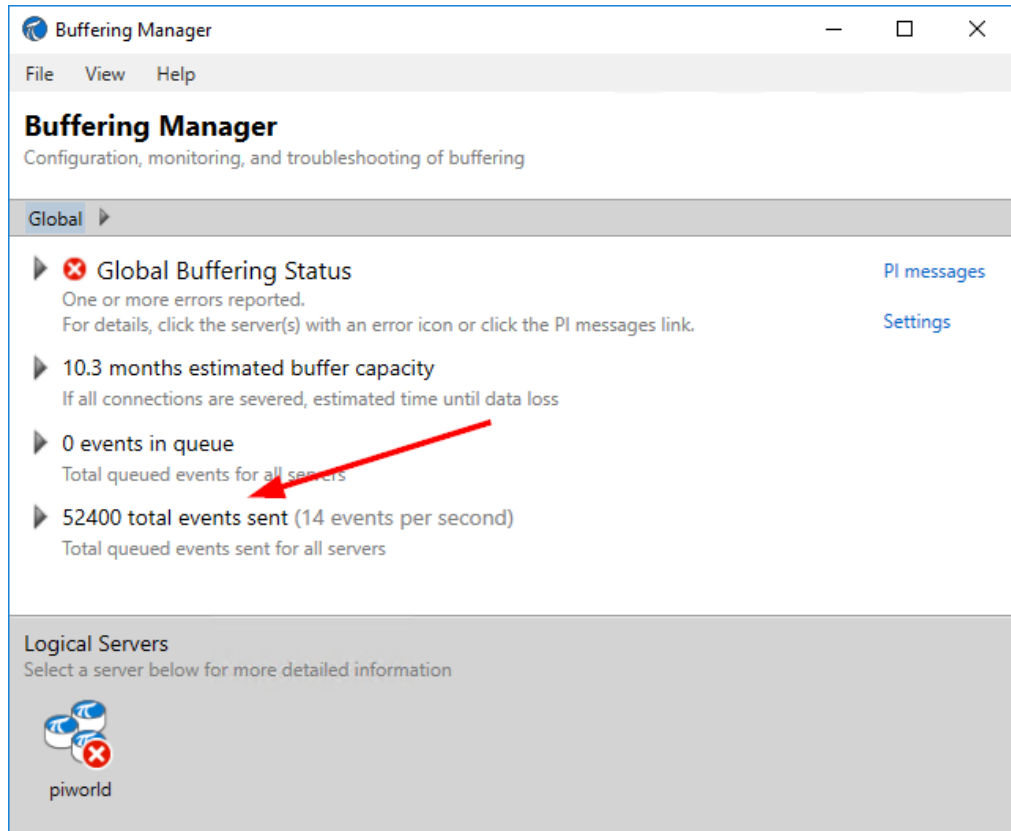 Buffering Manager
File View Help
Buffering Manager
Configuration, monitoring, and troubleshooting of buffering
Global
Global Buffering Status
PI messages
One or more errors reported.
For details, click the server(s) with an error icon or click the PI messages link.
Settings
10.3 months estimated buffer capacity
If all connections are severed, estimated time until data loss
0 events in queue
Total queued events for all servers
52400 total events sent (14 events per second)
Total queued events sent for all servers
Logical Servers
Select a server below for more detailed information
piworld